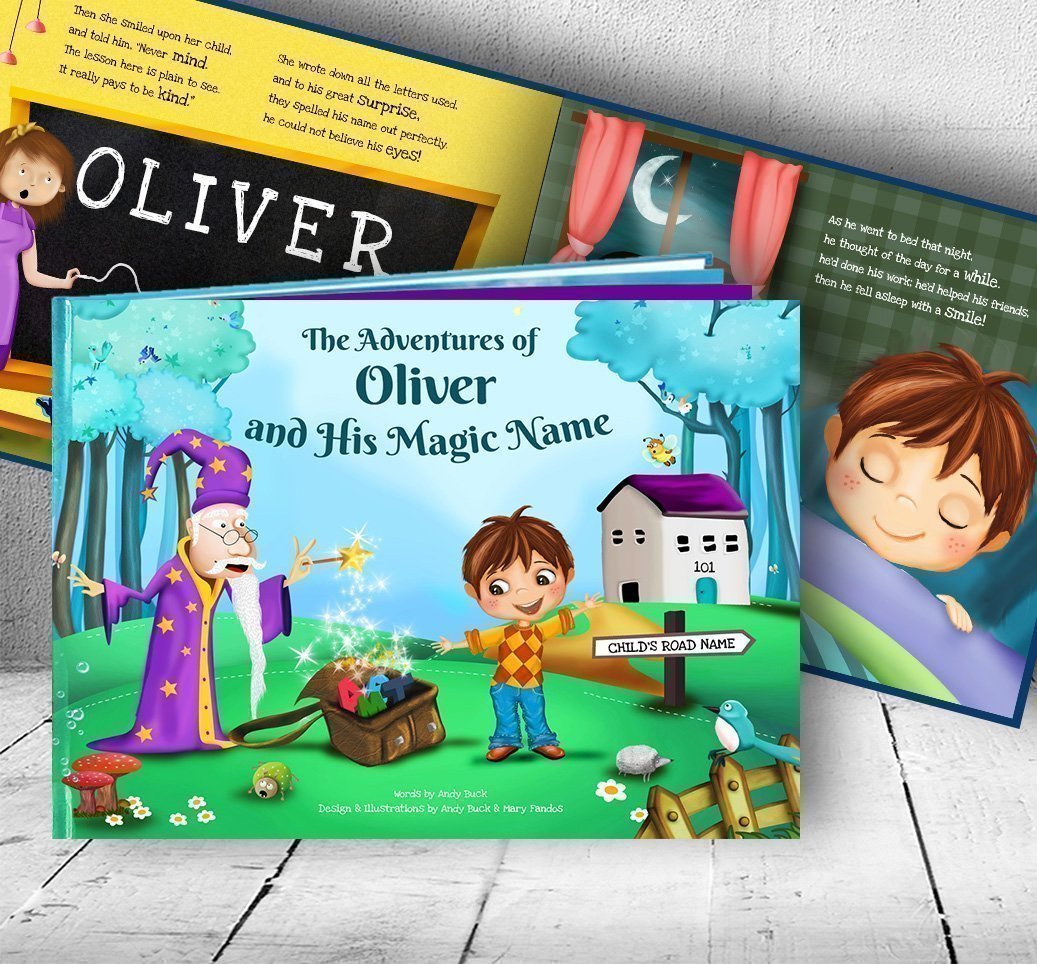 Then she smiled upon her child,
and told him, "Never mind.
The lesson here is plain to see.
It really pays to be kind."
She wrote down all the letters used,
and to his great surprise,
they spelled his name out perfectly.
he could not believe his eyes!
OLIVER
As he went to bed that night,
he thought of the day for a while.
he'd done his work; he'd helped his friends,
then he fell asleep with a smile!
The Adventures of
Oliver
and His Magic Name
101
CHILD'S ROAD NAME
Words by Andy Buck
Design & Illustrations by Andy Buck & Mary Fandos